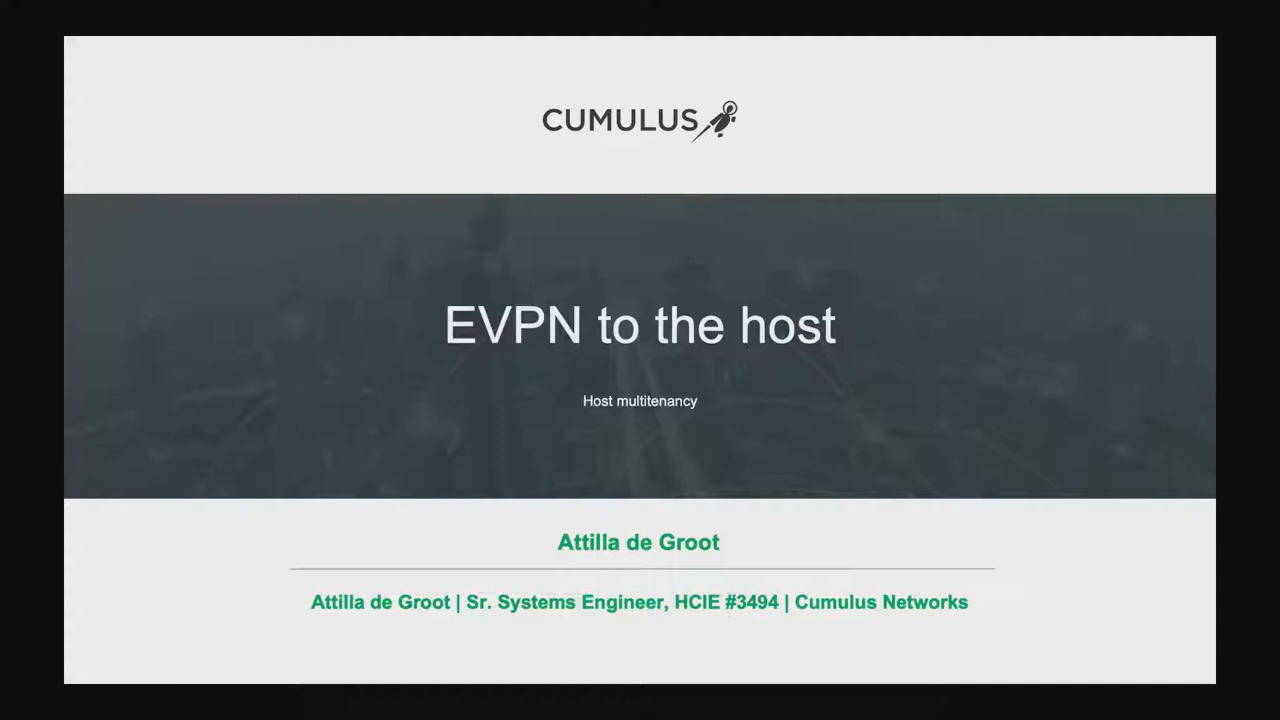 CUMULUS
EVPN to the host
Host multitenancy
Attilla de Groot
Attilla de Groot | Sr. Systems Engineer, HCIE #3494 | Cumulus Networks